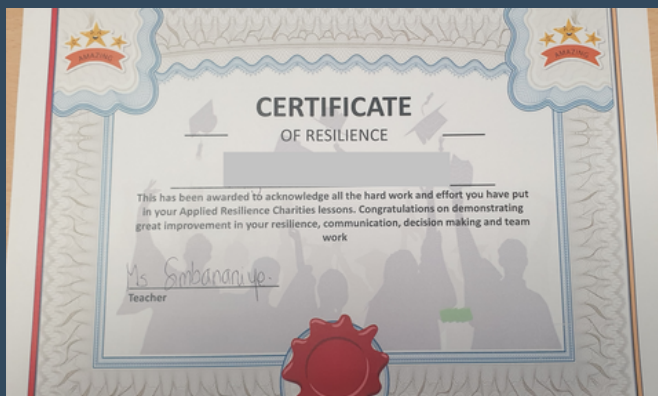 AMAZING
AMAZING
CERTIFICATE
OF RESILIENCE
This has been awarded to acknowledge all the hard work and effort you have put
in your Applied Resilience Charities lessons. Congratulations on demonstrating
great improvement in your resilience, communication, decision making and team
work
Ms
Teacher